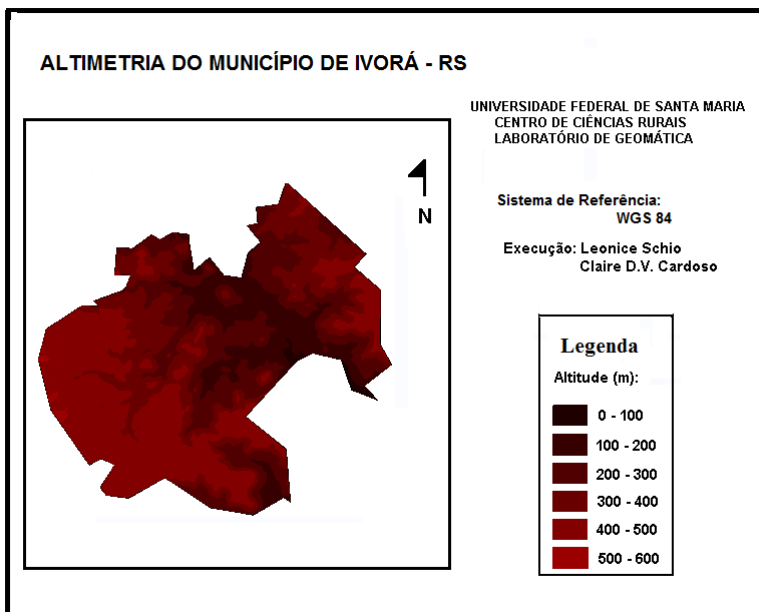 ALTIMETRIA DO MUNICÍPIO DE IVORÁ - RS
UNIVERSIDADE FEDERAL DE SANTA MARIA
CENTRO DE CIÊNCIAS RURAIS
LABORATÓRIO DE GEOMÁTICA
N
Sistema de Referência:
WGS 84
Execução: Leonice Schio
Claire D.V. Cardoso
Legenda
Altitude (m):
0 - 100
100 - 200
200 - 300
300 - 400
400 - 500
500 - 600